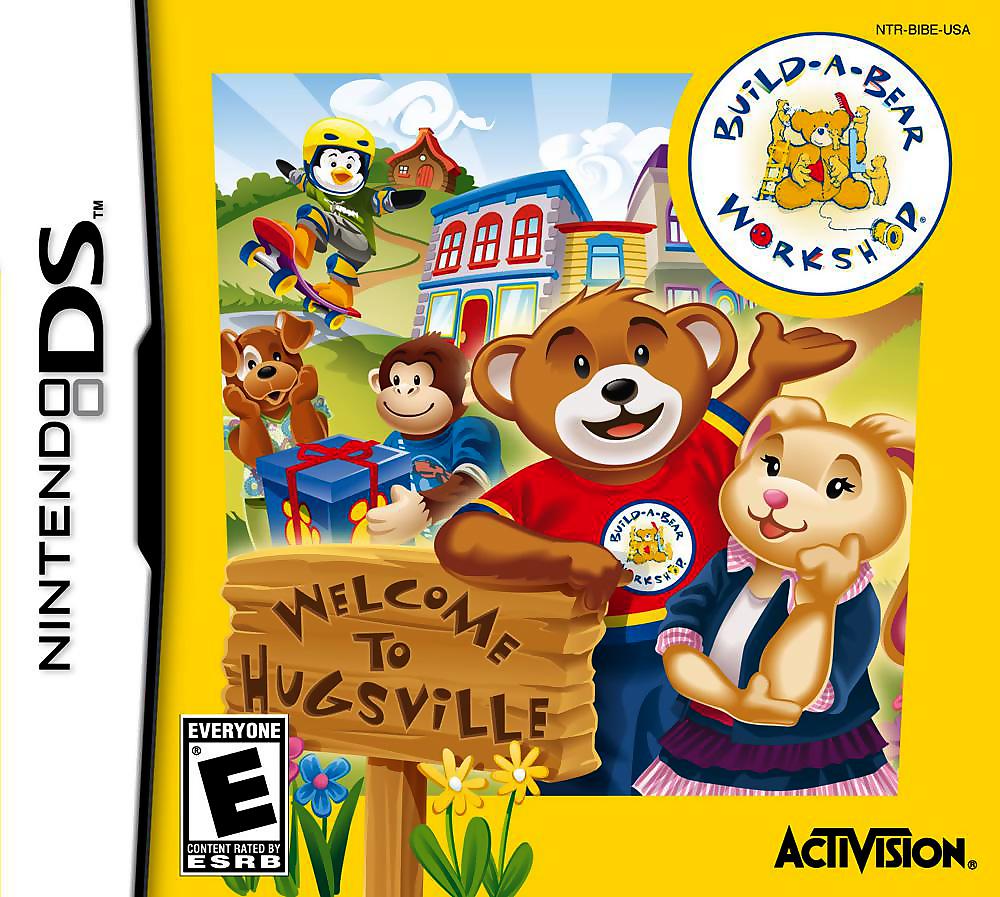 NTR-BIBE-USA
BUiLD-A-BEAR
WORKSHOP®
NINTENDO DS™
BUiLD-A-BEAR
WORKSHOP
WELCOME
TO
HUGSViLLE
EVERYONE
E®
CONTENT RATED BY
ESRB
ACTIVISION®